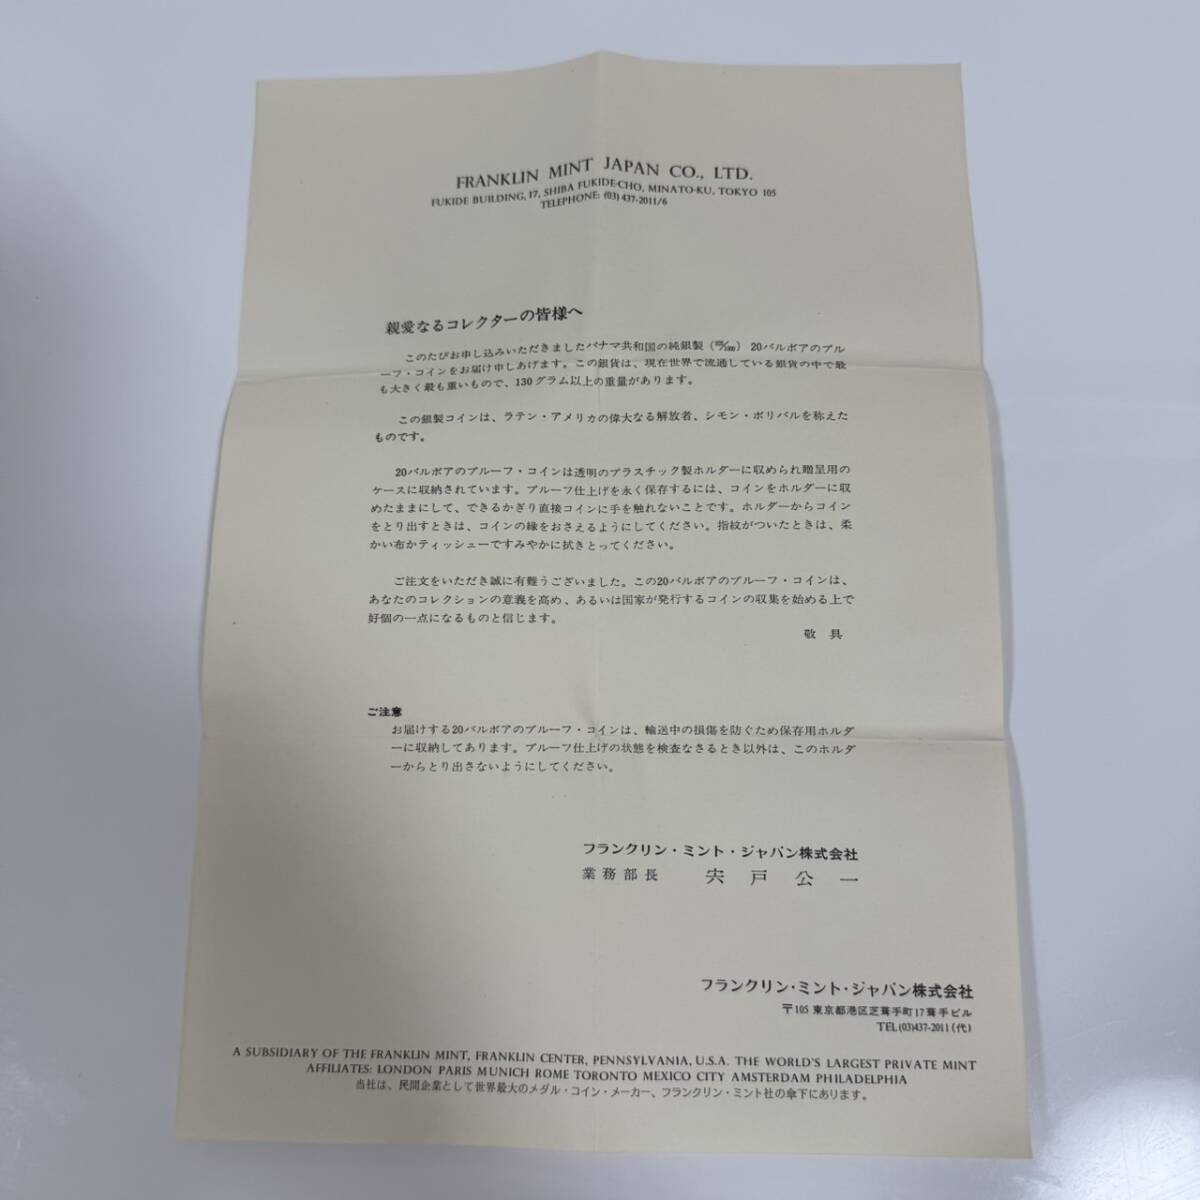 FRANKLIN MINT JAPAN CO., LTD.
FUKIDE BUILDING, 17, SHIBA FUKIDE-CHO, MINATO-KU, TOKYO 105
TELEPHONE: (03) 437-2011/6
親愛なるコレクターの皆様へ
このたびお申し込みいただきましたパナマ共和国の純銀製 20バルボアのプル
ーフ・コインをお届け申しあげます。この銀貨は、現在世界で流通している銀貨の中で最
も大きく最も重いもので、130グラム以上の重量があります。
この銀製コインは、ラテン・アメリカの偉大なる解放者、シモン・ボリバルを称えた
ものです。
20バルボアのプルーフ・コインは透明のプラスチック製ホルダーに収められ贈呈用の
ケースに収納されています。プルーフ仕上げを永く保存するには、コインをホルダーに収
めたままにして、できるかぎり直接コインに手を触れないことです。ホルダーからコイン
をとり出すときは、コインの縁をおさえるようにしてください。指紋がついたときは、柔
かい布かティッシューですみやかに拭きとってください。
ご注文をいただき誠に有難うございました。この20バルボアのプルーフ・コインは、
あなたのコレクションの意義を高め、あるいは国家が発行するコインの収集を始める上で
好個の一点になるものと信じます。
敬具
ご注意
お届けする20バルボアのプルーフ・コインは、輸送中の損傷を防ぐため保存用ホルダ
ーに収納してあります。プルーフ仕上げの状態を検査なさるとき以外は、このホルダ
ーからとり出さないようにしてください。
フランクリン・ミント・ジャパン株式会社
業務部長 宍戸公一
フランクリン・ミント・ジャパン株式会社
〒105 東京都港区芝葺手町17葺手ビル
TEL(03)437-2011(代)
A SUBSIDIARY OF THE FRANKLIN MINT, FRANKLIN CENTER, PENNSYLVANIA, U.S.A. THE WORLD'S LARGEST PRIVATE MINT
AFFILIATES: LONDON PARIS MUNICH ROME TORONTO MEXICO CITY AMSTERDAM PHILADELPHIA
当社は、民間企業として世界最大のメダル・コイン・メーカー、フランクリン・ミント社の傘下にあります。